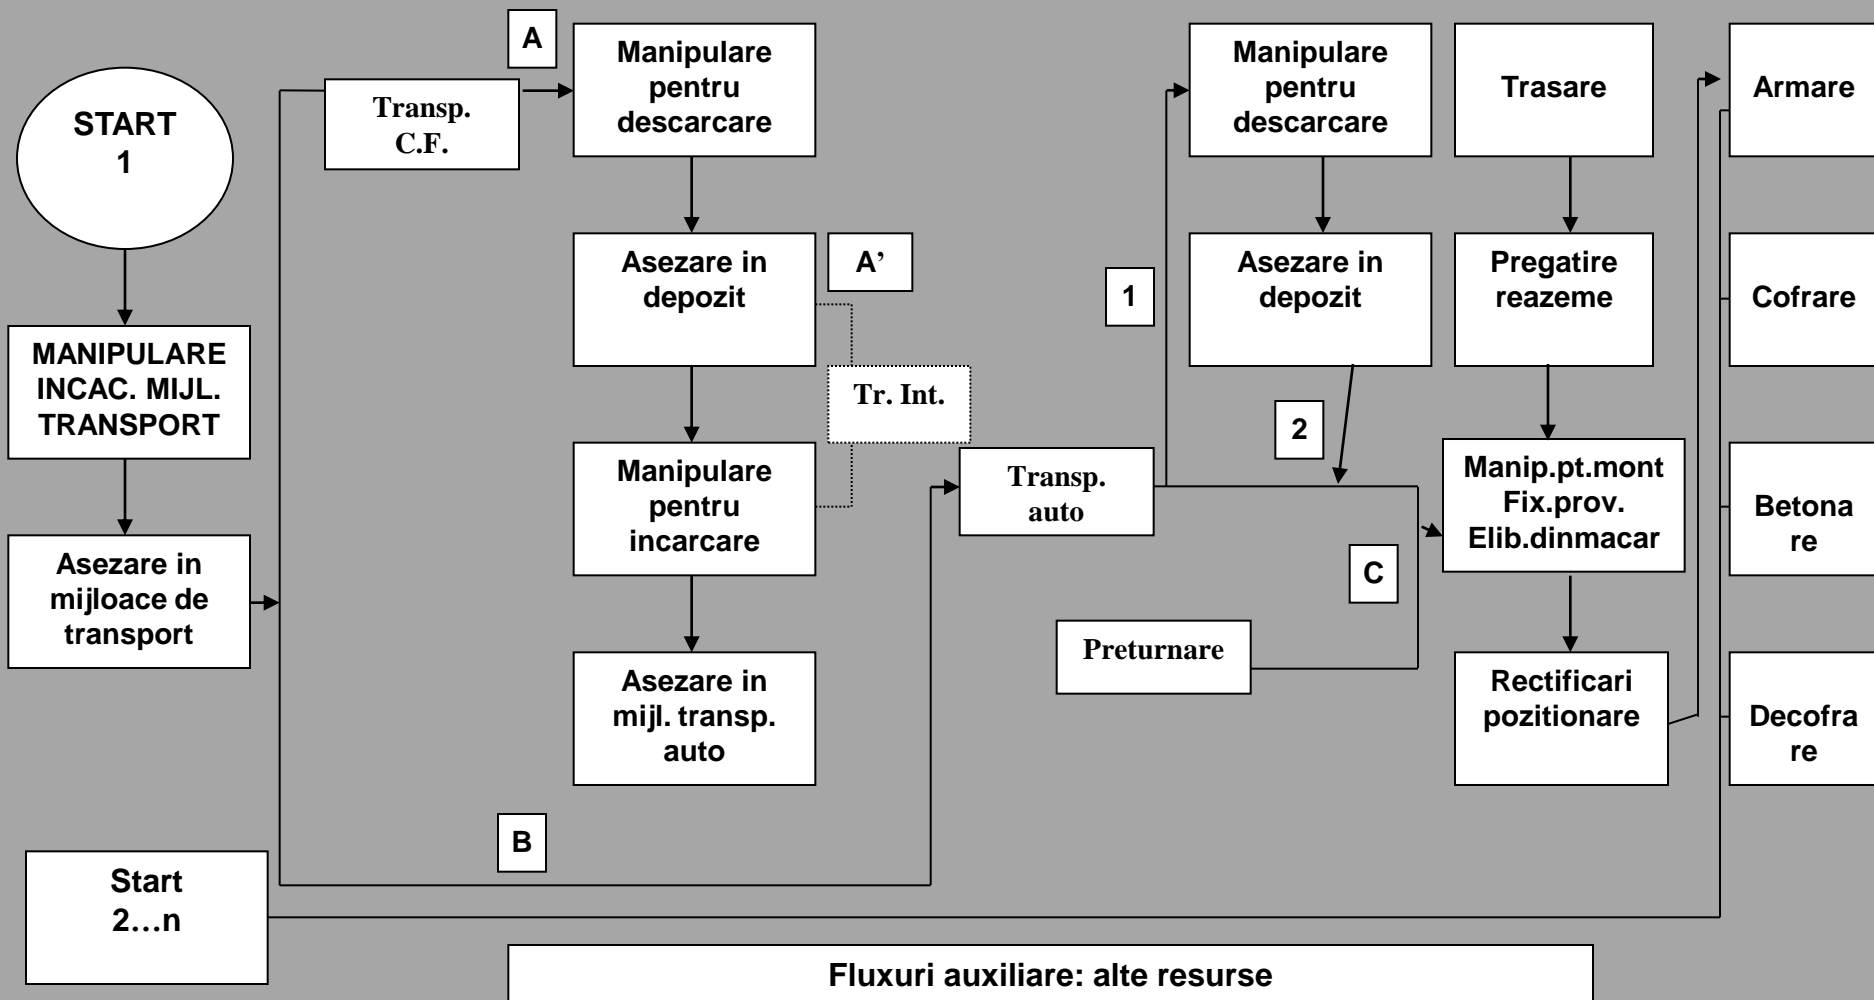 START
1
MANIPULARE
INCAC. MIJL.
TRANSPORT
Asezare in
mijloace de
transport
Start
2…n
A
Transp.
C.F.
Manipulare
pentru
descarcare
Asezare in
depozit
A’
Tr. Int.
Manipulare
pentru
incarcare
Asezare in
mijl. transp.
auto
B
Transp.
auto
Preturnare
1
Manipulare
pentru
descarcare
Asezare in
depozit
2
C
Trasare
Pregatire
reazeme
Manip.pt.mont
Fix.prov.
Elib.dinmacar
Rectificari
pozitionare
Armare
Cofrare
Betona
re
Decofra
re
Fluxuri auxiliare: alte resurse